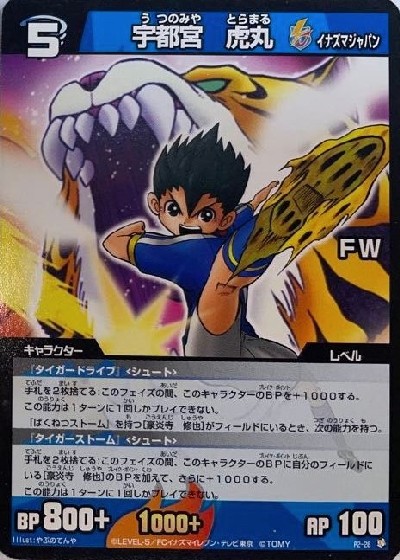 5
うつのみや とらまる
宇都宮 虎丸
イナズマジャパン
FW
キャラクター
レベル
『タイガードライブ』<シュート>
手札を2枚捨てる:このフェイズの間、このキャラクターのBPを+1000する。
この能力は1ターンに1回しかプレイできない。
『ばくねつストーム』を持つ【豪炎寺 修也】がフィールドにいるとき、次の能力を持つ。
『タイガーストーム』<シュート>
手札を2枚捨てる:このフェイズの間、このキャラクターのBPに自分のフィールドに
いる【豪炎寺 修也】のBPを加えて、さらに+1000する。
この能力は1ターンに1回しかプレイできない。
BP 800+ 1000+ RP 100
Illust:やぶのてんや
©LEVEL-5/FCイナズマイレブン・テレビ東京 ©TOMY